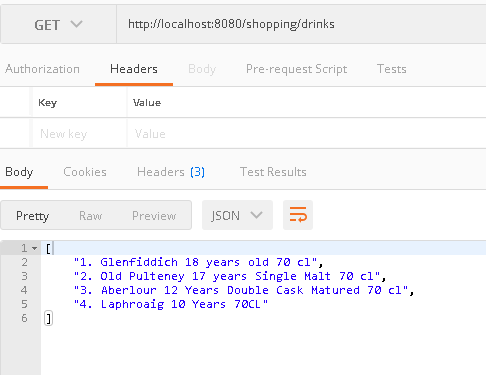 GET http://localhost:8080/shopping/drinks
Authorization Headers Body Pre-request Script Tests
Key Value
New key Value
Body Cookies Headers (3) Test Results
Pretty Raw Preview JSON
1 [
2 "1. Glenfiddich 18 years old 70 cl",
3 "2. Old Pulteney 17 years Single Malt 70 cl",
4 "3. Aberlour 12 Years Double Cask Matured 70 cl",
5 "4. Laphroaig 10 Years 70CL"
6 ]